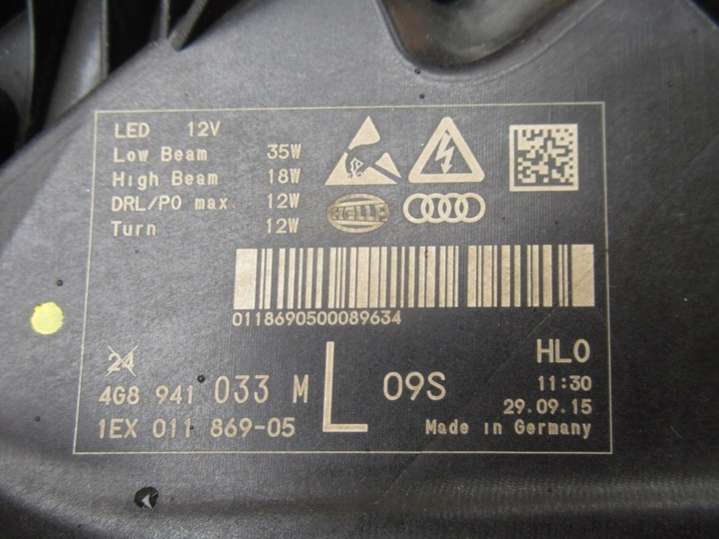 LED 12V
Low Beam 35W
High Beam 18W
DRL/PO max. 12W
Turn 12W
HELLA
0118690500089634
24
4G8 941 033 M
1EX 011 869-05
L
09S
HLO
11:30
29.09.15
Made in Germany